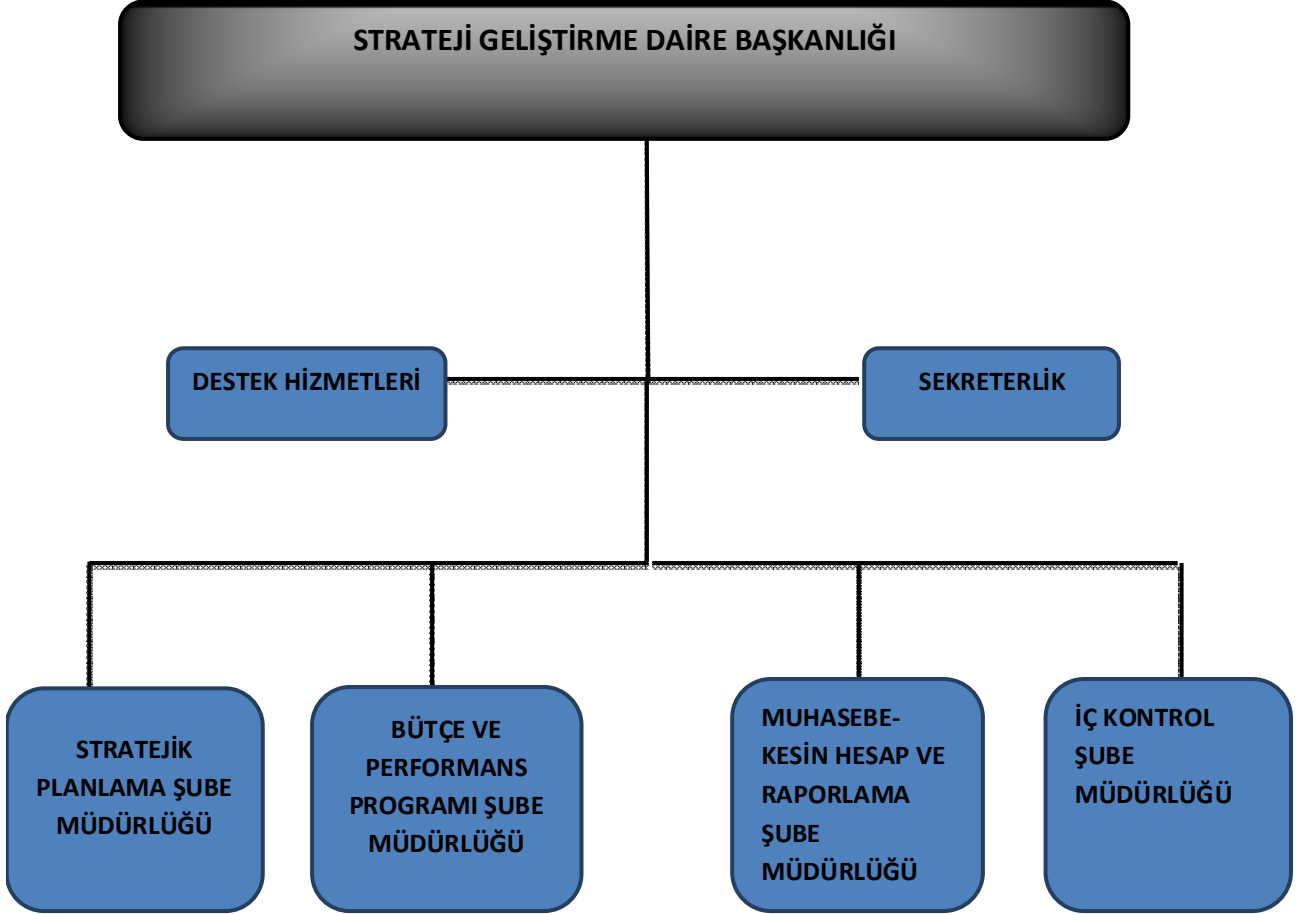 STRATEJİ GELİŞTİRME DAİRE BAŞKANLIĞI
DESTEK HİZMETLERİ
SEKRETERLİK
STRATEJİK
PLANLAMA ŞUBE
MÜDÜRLÜĞÜ
BÜTÇE VE
PERFORMANS
PROGRAMI ŞUBE
MÜDÜRLÜĞÜ
MUHASEBE-
KESİN HESAP VE
RAPORLAMA
ŞUBE
MÜDÜRLÜĞÜ
İÇ KONTROL
ŞUBE
MÜDÜRLÜĞÜ